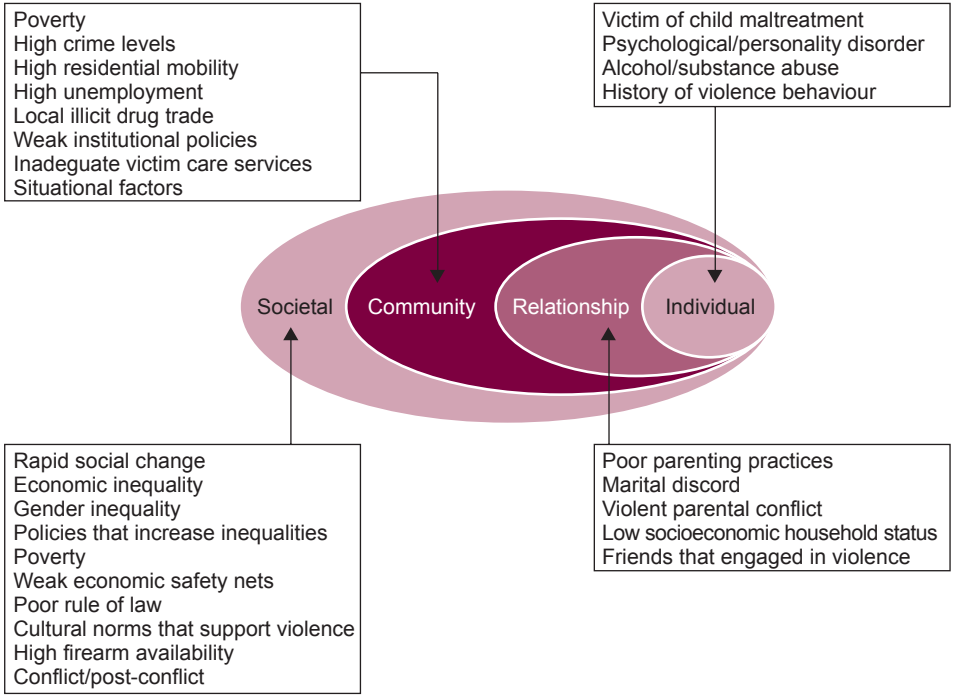 Poverty
High crime levels
High residential mobility
High unemployment
Local illicit drug trade
Weak institutional policies
Inadeguate victim care services
Situational factors
Victim of child maltreatment
Psychological/personality disorder
Alcohol/substance abuse
History of violence behaviour
Societal
Community
Relationship
Individual
Rapid social change
Economic inequality
Gender inequality
Policies that increase inequalities
Poverty
Weak economic safety nets
Poor rule of law
Cultural norms that support violence
High firearm availability
Conflict/post-conflict
Poor parenting practices
Marital discord
Violent parental conflict
Low socioeconomic household status
Friends that engaged in violence